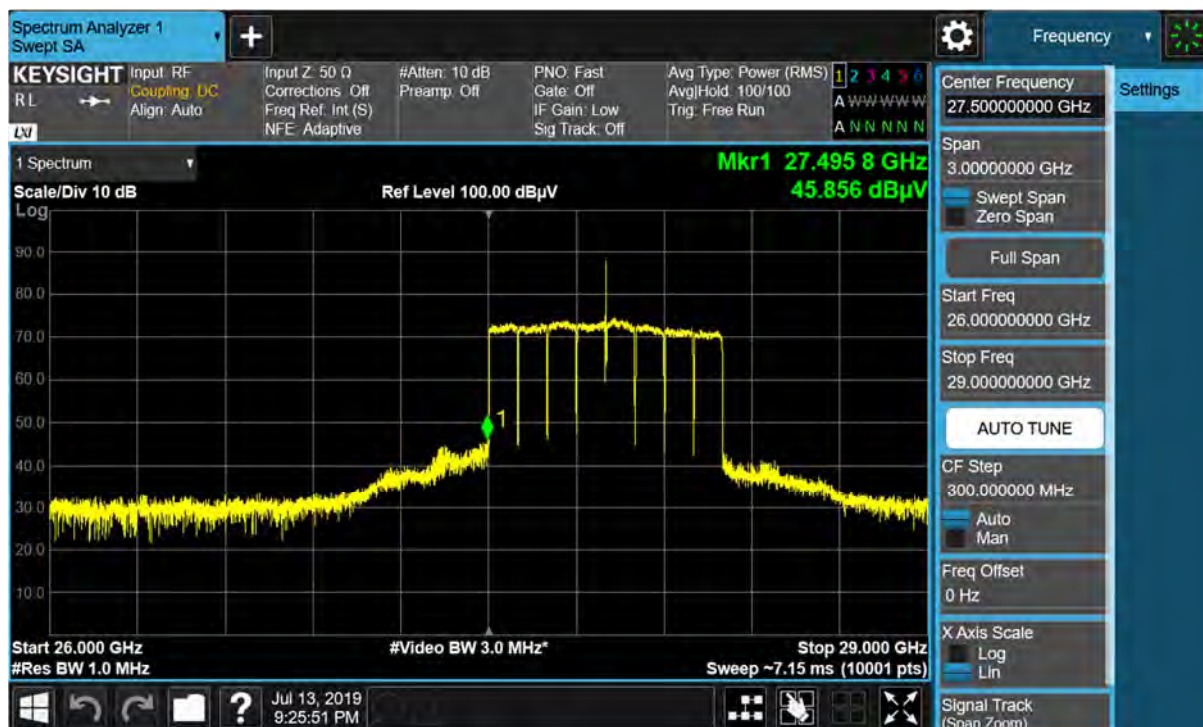 Spectrum Analyzer 1
Swept SA
Frequency
KEYSIGHT
RL
LXI
Input: RF
Coupling: DC
Align: Auto
Input Z: 50 Ω
Corrections: Off
Freq Ref: Int (S)
NFE: Adaptive
#Atten: 10 dB
Preamp: Off
PNO: Fast
Gate: Off
IF Gain: Low
Sig Track: Off
Avg Type: Power (RMS)
Avg|Hold: 100/100
Trig: Free Run
1 2 3 4 5 6
A W W W W W
A N N N N N
1 Spectrum
Scale/Div 10 dB
Ref Level 100.00 dBµV
Mkr1 27.495 8 GHz
45.856 dBµV
Log
90.0
80.0
70.0
60.0
50.0
40.0
30.0
20.0
10.0
1
Start 26.000 GHz
#Video BW 3.0 MHz*
Stop 29.000 GHz
#Res BW 1.0 MHz
Sweep ~7.15 ms (10001 pts)
Center Frequency
27.500000000 GHz
Settings
Span
3.00000000 GHz
Swept Span
Zero Span
Full Span
Start Freq
26.000000000 GHz
Stop Freq
29.000000000 GHz
AUTO TUNE
CF Step
300.000000 MHz
Auto
Man
Freq Offset
0 Hz
X Axis Scale
Log
Lin
Signal Track
(Span Zoom)
?
Jul 13, 2019
9:25:51 PM